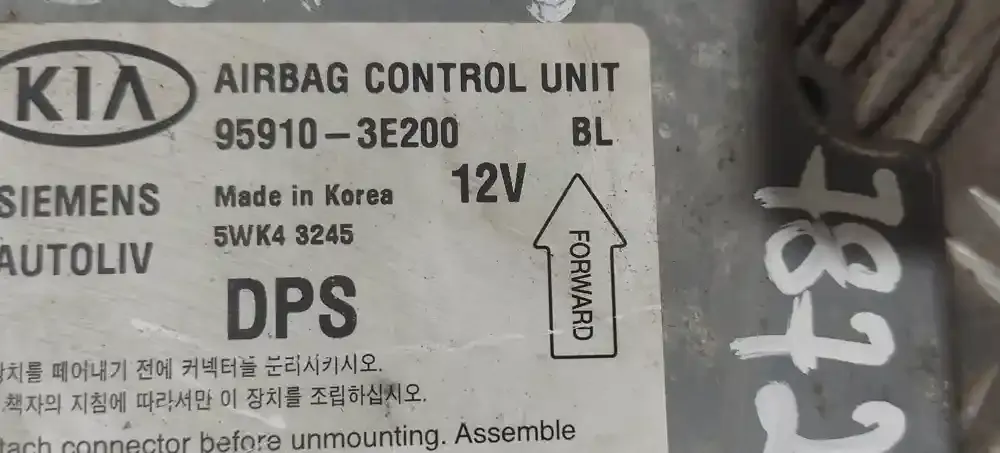 KIA AIRBAG CONTROL UNIT
95910-3E200 BL
SIEMENS Made in Korea 12V
5WK4 3245
AUTOLIV
FORWARD
DPS
장치를 떼어내기 전에 커넥터를 분리시키시오.
책자의 지침에 따라서만 이 장치를 조립하십시오.
tach connector before unmounting. Assemble
787